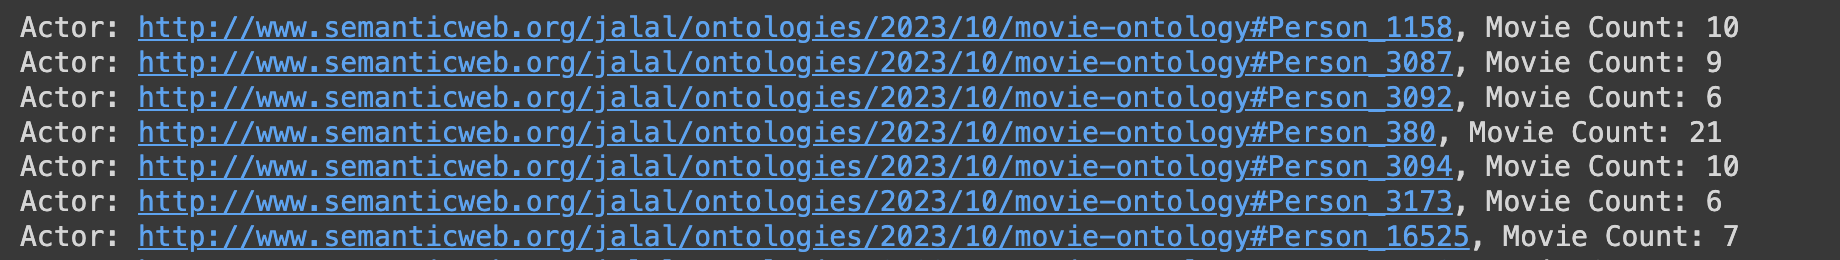 Actor: http://www.semanticweb.org/jalal/ontologies/2023/10/movie-ontology#Person_1158, Movie Count: 10
Actor: http://www.semanticweb.org/jalal/ontologies/2023/10/movie-ontology#Person_3087, Movie Count: 9
Actor: http://www.semanticweb.org/jalal/ontologies/2023/10/movie-ontology#Person_3092, Movie Count: 6
Actor: http://www.semanticweb.org/jalal/ontologies/2023/10/movie-ontology#Person_380, Movie Count: 21
Actor: http://www.semanticweb.org/jalal/ontologies/2023/10/movie-ontology#Person_3094, Movie Count: 10
Actor: http://www.semanticweb.org/jalal/ontologies/2023/10/movie-ontology#Person_3173, Movie Count: 6
Actor: http://www.semanticweb.org/jalal/ontologies/2023/10/movie-ontology#Person_16525, Movie Count: 7